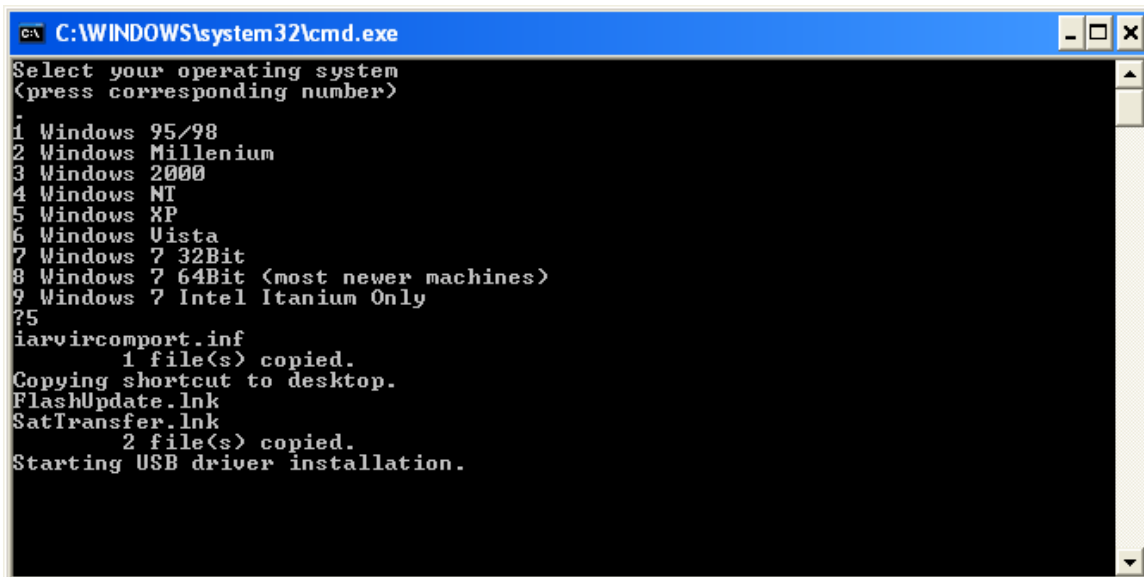 C:\WINDOWS\system32\cmd.exe
Select your operating system
(press corresponding number)
.
1 Windows 95/98
2 Windows Millenium
3 Windows 2000
4 Windows NT
5 Windows XP
6 Windows Vista
7 Windows 7 32Bit
8 Windows 7 64Bit (most newer machines)
9 Windows 7 Intel Itanium Only
?5
iarvircomport.inf
        1 file(s) copied.
Copying shortcut to desktop.
FlashUpdate.lnk
SatTransfer.lnk
        2 file(s) copied.
Starting USB driver installation.